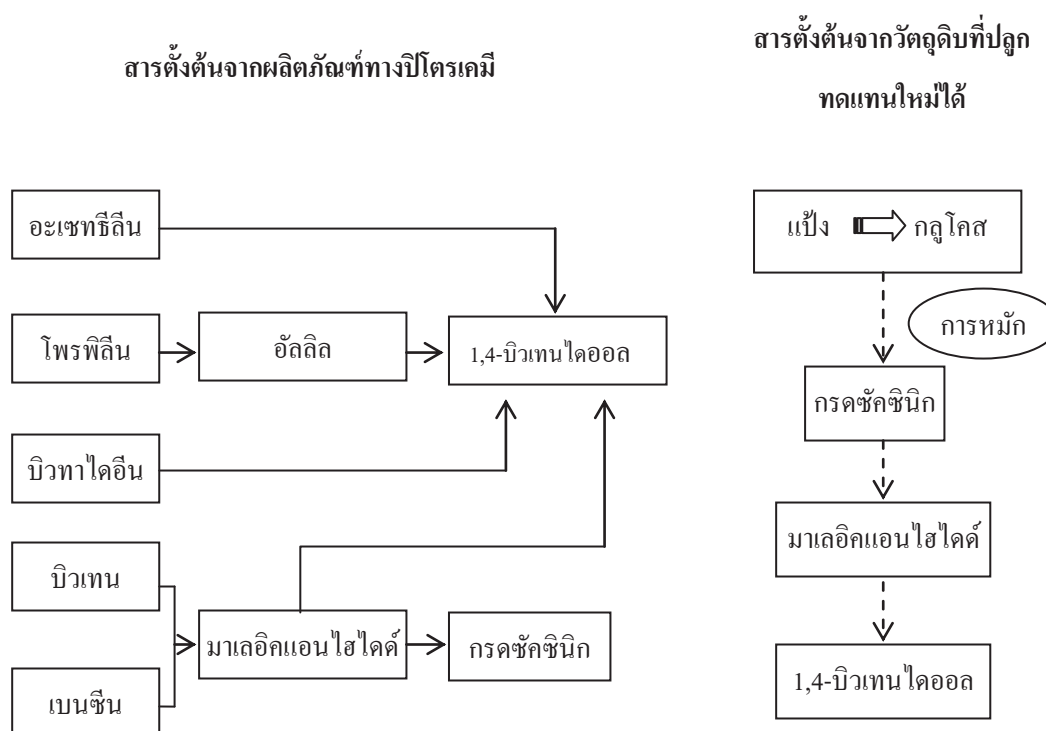 สารตั้งต้นจากผลิตภัณฑ์ทางปิโตรเคมี
สารตั้งต้นจากวัตถุดิบที่ปลูก
ทดแทนใหม่ได้
อะเซทธีลีน
โพรพิลีน
อัลลิล
1,4-บิวเทนไดออล
บิวทาไดอีน
บิวเทน
เบนซีน
มาเลอิคแอนไฮไดด์
กรดซัคซินิก
แป้ง กลูโคส
การหมัก
กรดซัคซินิก
มาเลอิคแอนไฮไดด์
1,4-บิวเทนไดออล